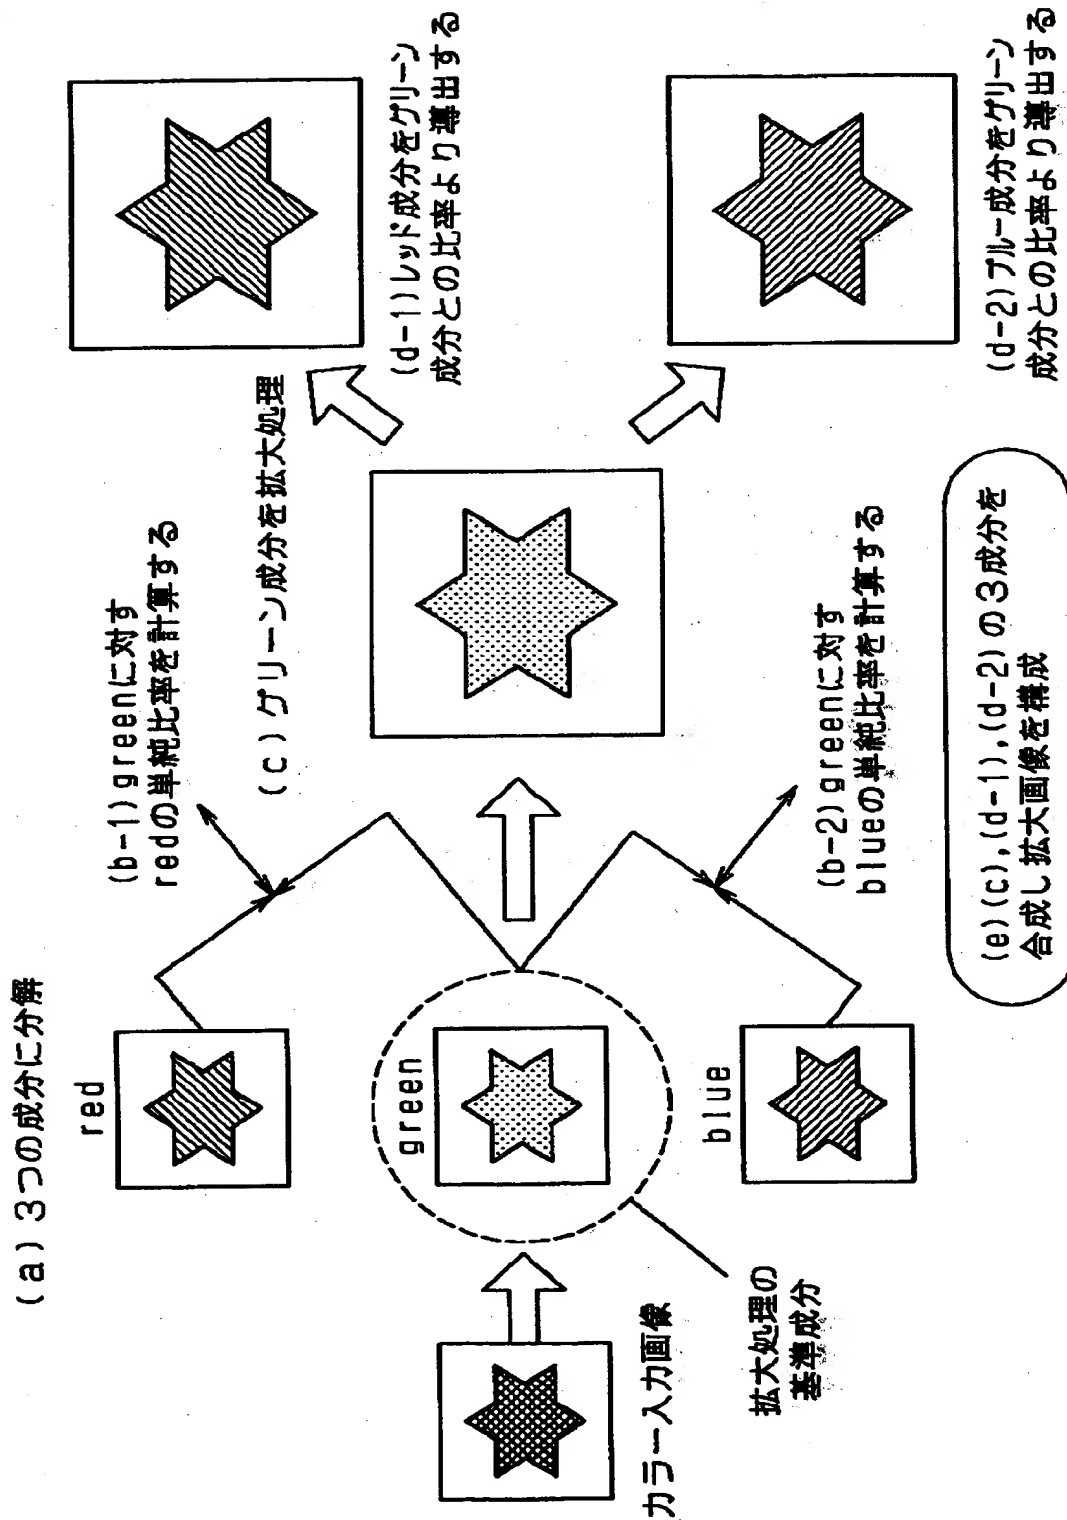 (a) 3つの成分に分解
red
green
blue
カラー入力画像
拡大処理の
基準成分
(b-1) greenに対す
redの単純比率を計算する
(b-2) greenに対す
blueの単純比率を計算する
(c) グリーン成分を拡大処理
(d-1) レッド成分をグリーン
成分との比率より導出する
(d-2) ブルー成分をグリーン
成分との比率より導出する
(e) (c), (d-1), (d-2) の3成分を
合成し拡大画像を構成